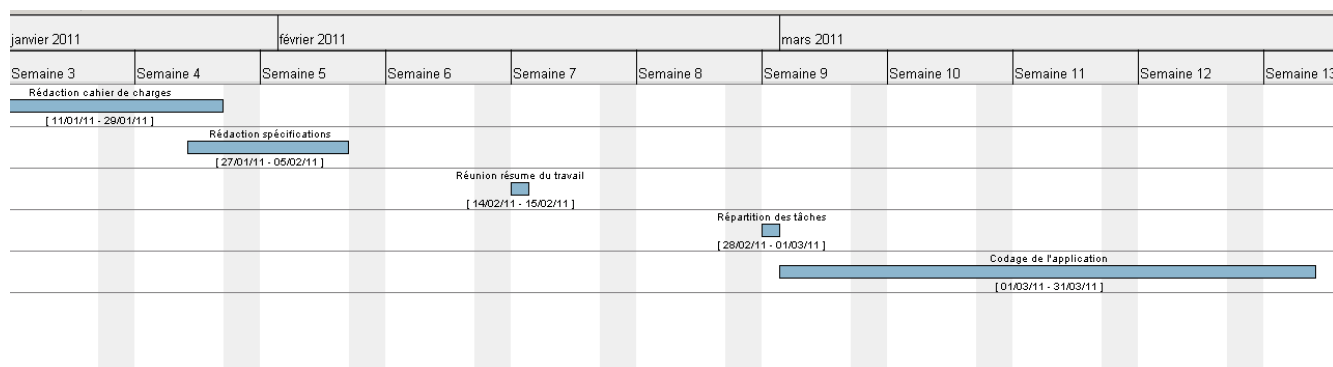 janvier 2011
février 2011
mars 2011
Semaine 3
Semaine 4
Semaine 5
Semaine 6
Semaine 7
Semaine 8
Semaine 9
Semaine 10
Semaine 11
Semaine 12
Semaine 13
Rédaction cahier de charges
[ 11/01/11 - 29/01/11 ]
Rédaction spécifications
[ 27/01/11 - 05/02/11 ]
Réunion résume du travail
[ 14/02/11 - 15/02/11 ]
Répartition des tâches
[ 28/02/11 - 01/03/11 ]
Codage de l'application
[ 01/03/11 - 31/03/11 ]